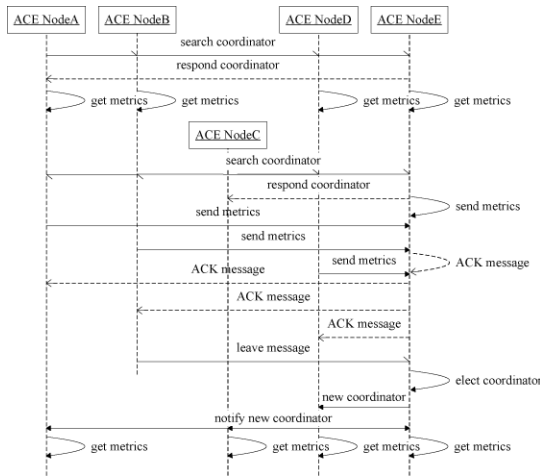 ACE NodeA
ACE NodeB
ACE NodeD
ACE NodeE
search coordinator
respond coordinator
get metrics
get metrics
get metrics
get metrics
ACE NodeC
search coordinator
respond coordinator
send metrics
send metrics
send metrics
send metrics
ACK message
ACK message
ACK message
ACK message
leave message
elect coordinator
new coordinator
notify new coordinator
get metrics
get metrics
get metrics
get metrics